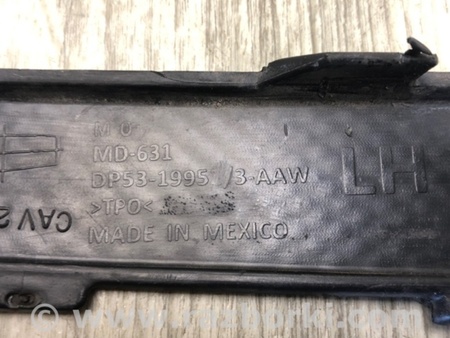 MD-631
DP53-1995 /3-AAW
>TPO<
MADE IN MEXICO
LH
CAV 2